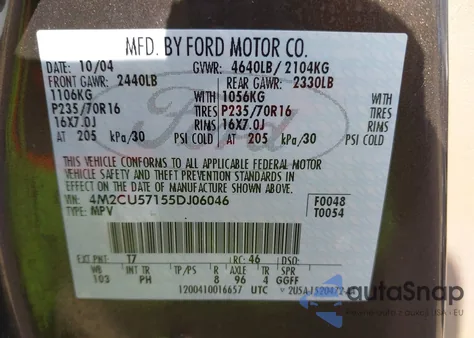 MFD. BY FORD MOTOR CO.
DATE: 10/04 GVWR: 4640LB / 2104KG
FRONT GAWR: 2440LB REAR GAWR: 2330LB
1106KG WITH 1056KG WITH
P235/70R16 TIRES P235/70R16 TIRES
16X7.0J RIMS 16X7.0J RIMS
AT 205 kPa/30 PSI COLD AT 205 kPa/30 PSI COLD
THIS VEHICLE CONFORMS TO ALL APPLICABLE FEDERAL MOTOR
VEHICLE SAFETY AND THEFT PREVENTION STANDARDS IN
EFFECT ON THE DATE OF MANUFACTURE SHOWN ABOVE.
VIN: 4M2CU57155DJ06046 F0048
TYPE: MPV T0054
EXT PNT: T7 RC: 46 DSO:
WB INT TR TP/PS R AXLE TR SPR
103 PH 8 96 4 GGFF
1200410016657 UTC
Ford
autoSnap